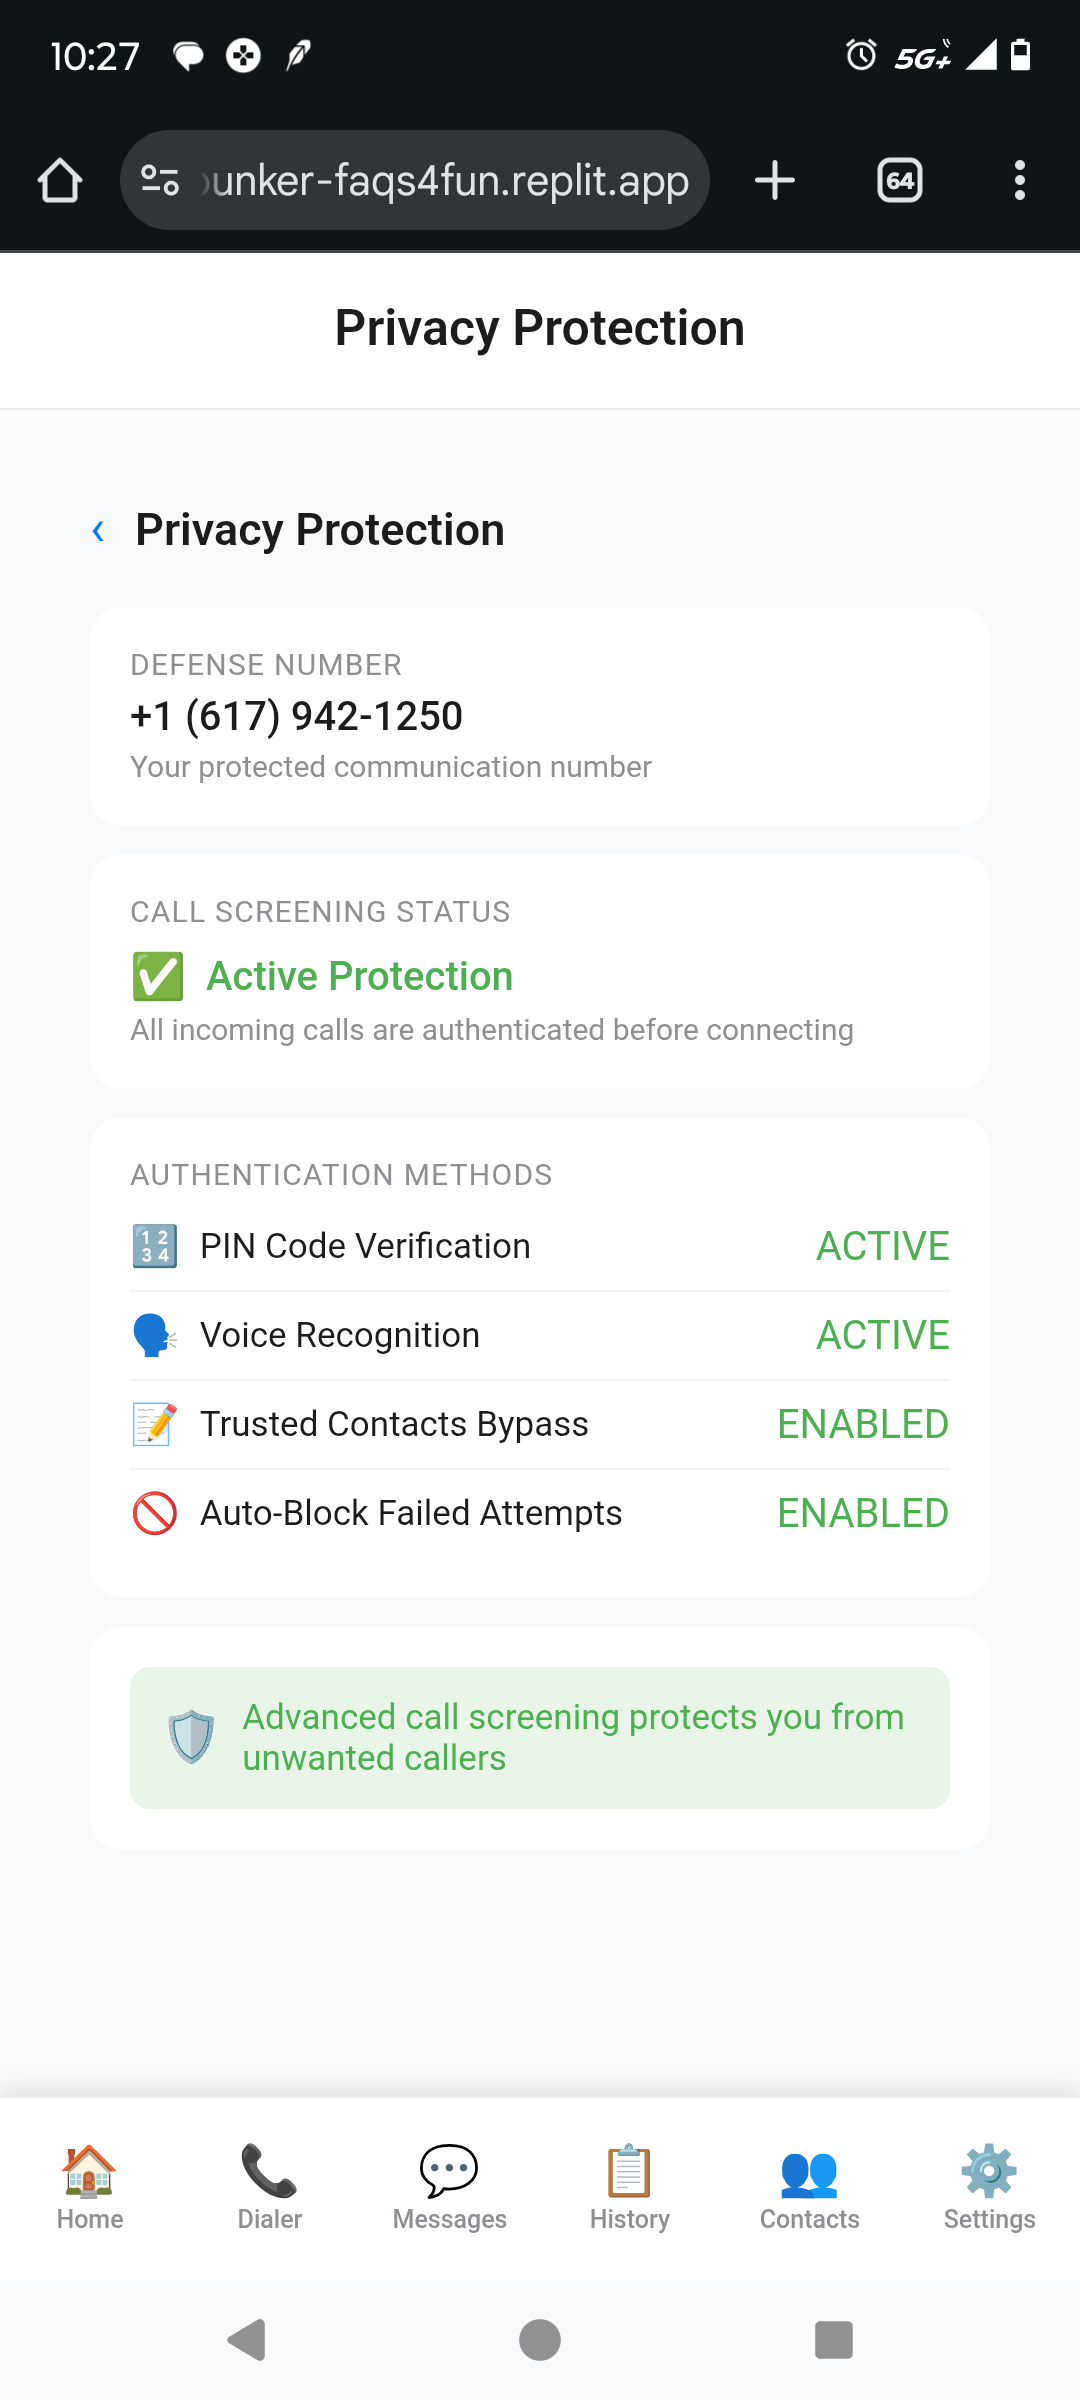 10:27
5G+
unker-faqs4fun.replit.app
64
Privacy Protection
‹ Privacy Protection
DEFENSE NUMBER
+1 (617) 942-1250
Your protected communication number
CALL SCREENING STATUS
✅ Active Protection
All incoming calls are authenticated before connecting
AUTHENTICATION METHODS
🔢 PIN Code Verification ACTIVE
🗣️ Voice Recognition ACTIVE
📝 Trusted Contacts Bypass ENABLED
🚫 Auto-Block Failed Attempts ENABLED
🛡️ Advanced call screening protects you from
unwanted callers
Home Dialer Messages History Contacts Settings